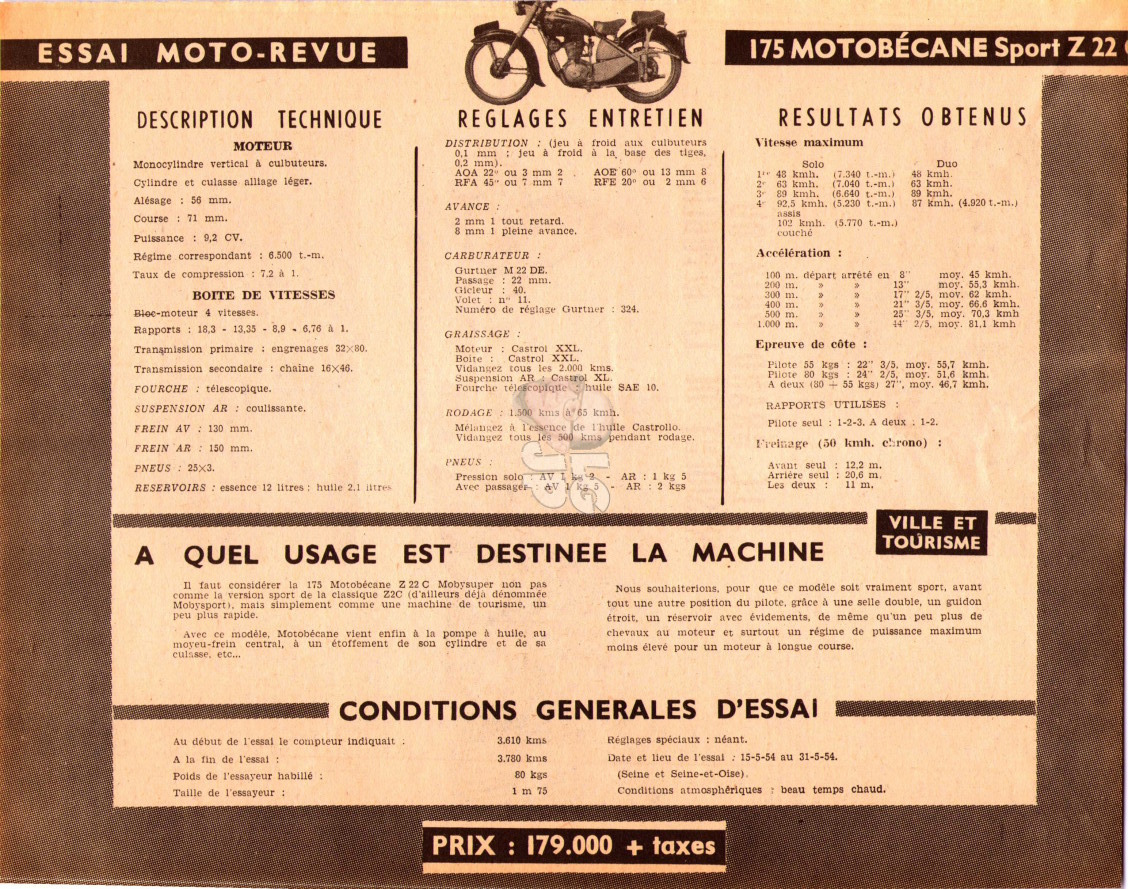 ESSAI MOTO-REVUE
175 MOTOBÉCANE Sport Z 22
DESCRIPTION TECHNIQUE
MOTEUR
Monocylindre vertical à culbuteurs.
Cylindre et culasse alliage léger.
Alésage : 56 mm.
Course : 71 mm.
Puissance : 9,2 CV.
Régime correspondant : 6.500 t.-m.
Taux de compression : 7,2 à 1.
BOITE DE VITESSES
Bloc-moteur 4 vitesses.
Rapports : 18,3 - 13,35 - 8,9 - 6,76 à 1.
Transmission primaire : engrenages 32×80.
Transmission secondaire : chaîne 16×46.
FOURCHE : télescopique.
SUSPENSION AR : coulissante.
FREIN AV : 130 mm.
FREIN AR : 150 mm.
PNEUS : 25×3.
RESERVOIRS : essence 12 litres ; huile 2,1 litres
REGLAGES ENTRETIEN
DISTRIBUTION : (jeu à froid aux culbuteurs
0,1 mm ; jeu à froid à la base des tiges,
0,2 mm).
AOA 22° ou 3 mm 2 AOE 60° ou 13 mm 8
RFA 45° ou 7 mm 7 RFE 20° ou 2 mm 6
AVANCE :
2 mm 1 tout retard.
8 mm 1 pleine avance.
CARBURATEUR :
Gurtner M 22 DE.
Passage : 22 mm.
Gicleur : 40.
Volet : n° 11.
Numéro de réglage Gurtner : 324.
GRAISSAGE :
Moteur : Castrol XXL.
Boîte : Castrol XXL.
Vidangez tous les 2.000 kms.
Suspension AR : Castrol XL.
Fourche télescopique : huile SAE 10.
RODAGE : 1.500 kms à 65 kmh.
Mélangez à l'essence de l'huile Castrollo.
Vidangez tous les 500 kms pendant rodage.
PNEUS :
Pression solo : AV 1 kg 2 - AR : 1 kg 5
Avec passager : AV 1 kg 5 - AR : 2 kgs
RESULTATS OBTENUS
Vitesse maximum
Solo Duo
1re 48 kmh. (7.340 t.-m.) 48 kmh.
2e 63 kmh. (7.040 t.-m.) 63 kmh.
3e 89 kmh. (6.640 t.-m.) 89 kmh.
4e 92,5 kmh. (5.230 t.-m.) 87 kmh. (4.920 t.-m.)
assis
102 kmh. (5.770 t.-m.)
couché
Accélération :
100 m. départ arrêté en 8'' moy. 45 kmh.
200 m. » » 13'' moy. 55,3 kmh.
300 m. » » 17'' 2/5, moy. 62 kmh.
400 m. » » 21'' 3/5, moy. 66,6 kmh.
500 m. » » 25'' 3/5, moy. 70,3 kmh
1.000 m. » » 44'' 2/5, moy. 81,1 kmh
Epreuve de côte :
Pilote 55 kgs : 22'' 3/5, moy. 55,7 kmh.
Pilote 80 kgs : 24'' 2/5, moy. 51,6 kmh.
A deux (80 + 55 kgs) 27'', moy. 46,7 kmh.
RAPPORTS UTILISES :
Pilote seul : 1-2-3. A deux : 1-2.
Freinage (50 kmh. chrono) :
Avant seul : 12,2 m.
Arrière seul : 20,6 m.
Les deux : 11 m.
A QUEL USAGE EST DESTINEE LA MACHINE
VILLE ET
TOURISME
Il faut considérer la 175 Motobécane Z 22 C Mobysuper non pas
comme la version sport de la classique Z2C (d'ailleurs déjà dénommée
Mobysport), mais simplement comme une machine de tourisme, un
peu plus rapide.
Avec ce modèle, Motobécane vient enfin à la pompe à huile, au
moyeu-frein central, à un étoffement de son cylindre et de sa
culasse, etc...
Nous souhaiterions, pour que ce modèle soit vraiment sport, avant
tout une autre position du pilote, grâce à une selle double, un guidon
étroit, un réservoir avec évidements, de même qu'un peu plus de
chevaux au moteur et surtout un régime de puissance maximum
moins élevé pour un moteur à longue course.
CONDITIONS GENERALES D'ESSAI
Au début de l'essai le compteur indiquait : 3.610 kms
A la fin de l'essai : 3.780 kms
Poids de l'essayeur habillé : 80 kgs
Taille de l'essayeur : 1 m 75
Réglages spéciaux : néant.
Date et lieu de l'essai : 15-5-54 au 31-5-54.
(Seine et Seine-et-Oise).
Conditions atmosphériques : beau temps chaud.
PRIX : 179.000 + taxes